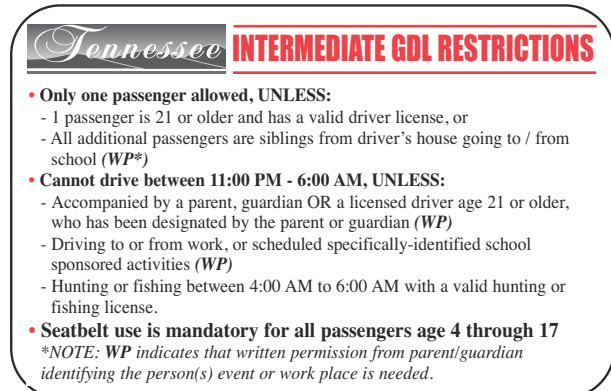 Tennessee INTERMEDIATE GDL RESTRICTIONS
• Only one passenger allowed, UNLESS:
- 1 passenger is 21 or older and has a valid driver license, or
- All additional passengers are siblings from driver's house going to / from
school (WP*)
• Cannot drive between 11:00 PM - 6:00 AM, UNLESS:
- Accompanied by a parent, guardian OR a licensed driver age 21 or older,
who has been designated by the parent or guardian (WP)
- Driving to or from work, or scheduled specifically-identified school
sponsored activities (WP)
- Hunting or fishing between 4:00 AM to 6:00 AM with a valid hunting or
fishing license.
• Seatbelt use is mandatory for all passengers age 4 through 17
*NOTE: WP indicates that written permission from parent/guardian
identifying the person(s) event or work place is needed.